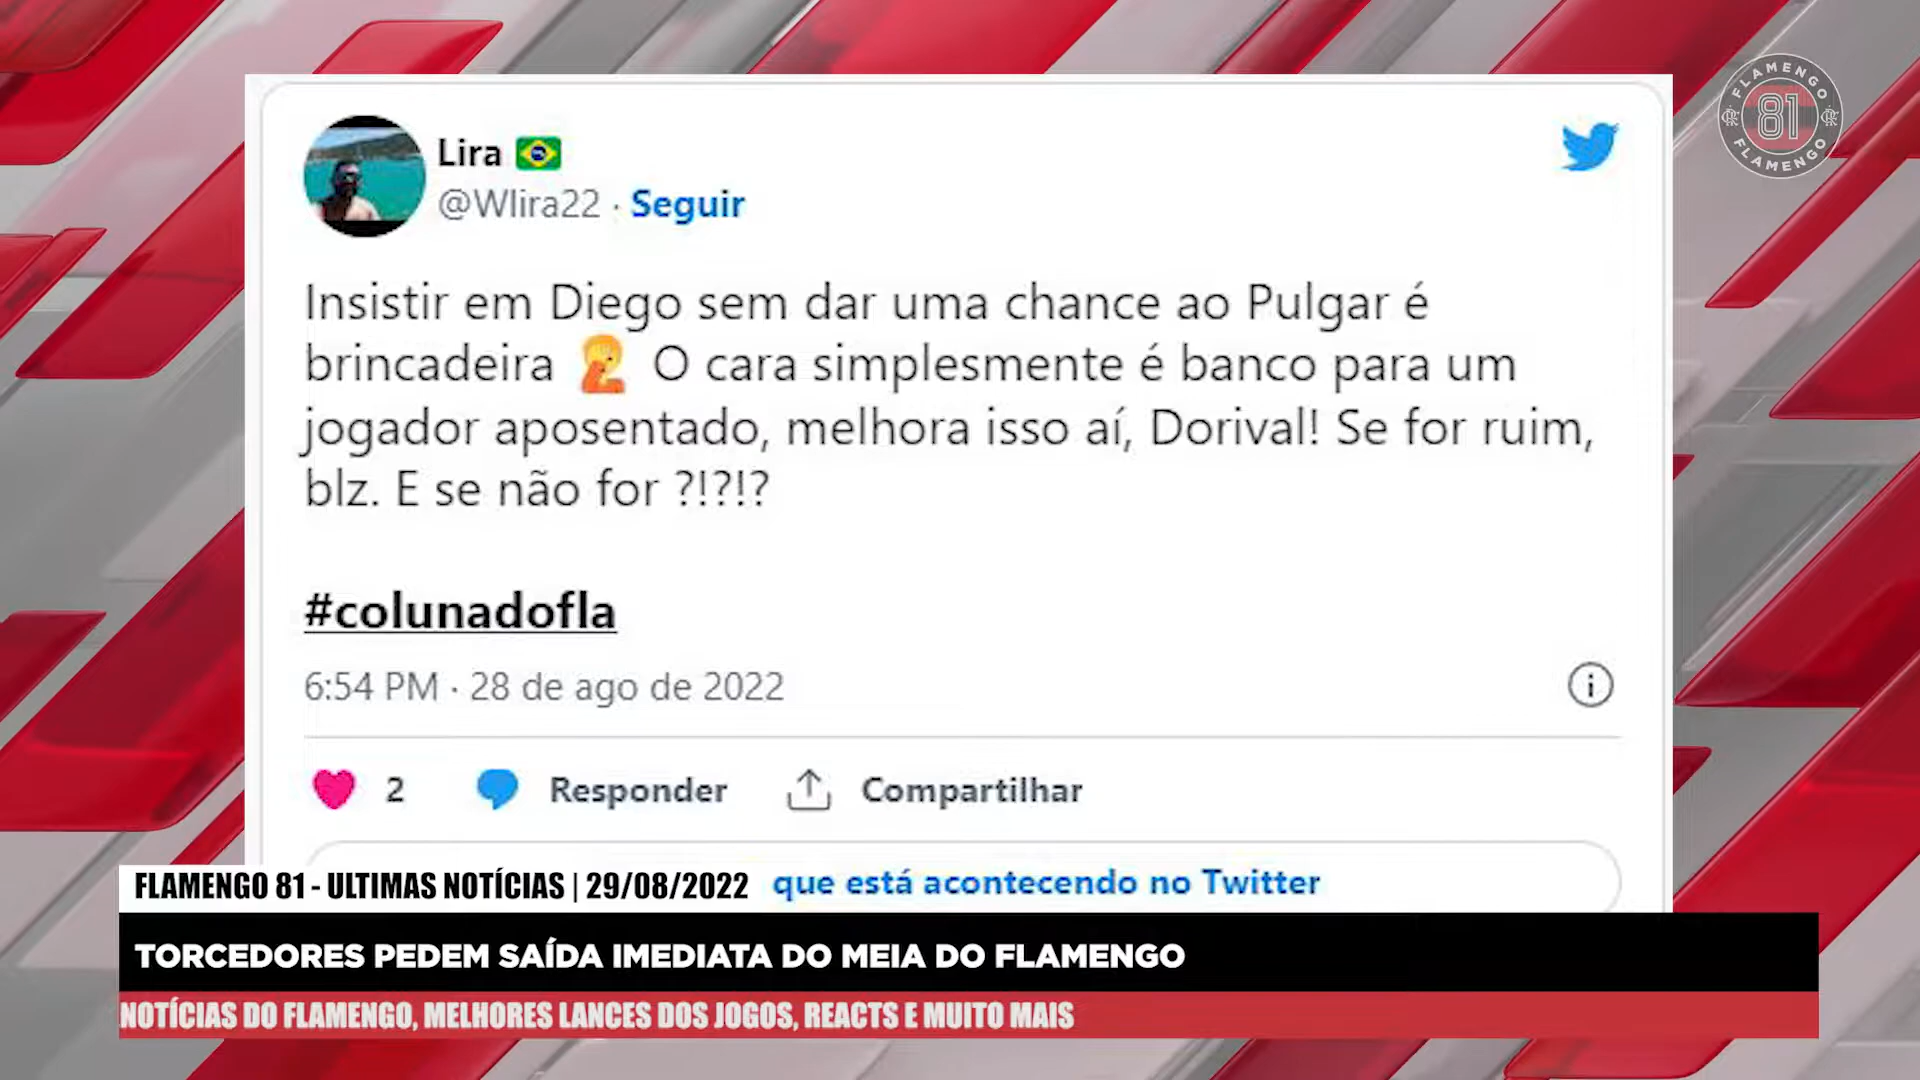 FLAMENGO
81
FLAMENGO
Lira
@Wlira22 · Seguir
Insistir em Diego sem dar uma chance ao Pulgar é
brincadeira 🤦 O cara simplesmente é banco para um
jogador aposentado, melhora isso aí, Dorival! Se for ruim,
blz. E se não for ?!?!?
#colunadofla
6:54 PM · 28 de ago de 2022
2 Responder Compartilhar
que está acontecendo no Twitter
FLAMENGO 81 - ULTIMAS NOTÍCIAS | 29/08/2022
TORCEDORES PEDEM SAÍDA IMEDIATA DO MEIA DO FLAMENGO
NOTÍCIAS DO FLAMENGO, MELHORES LANCES DOS JOGOS, REACTS E MUITO MAIS